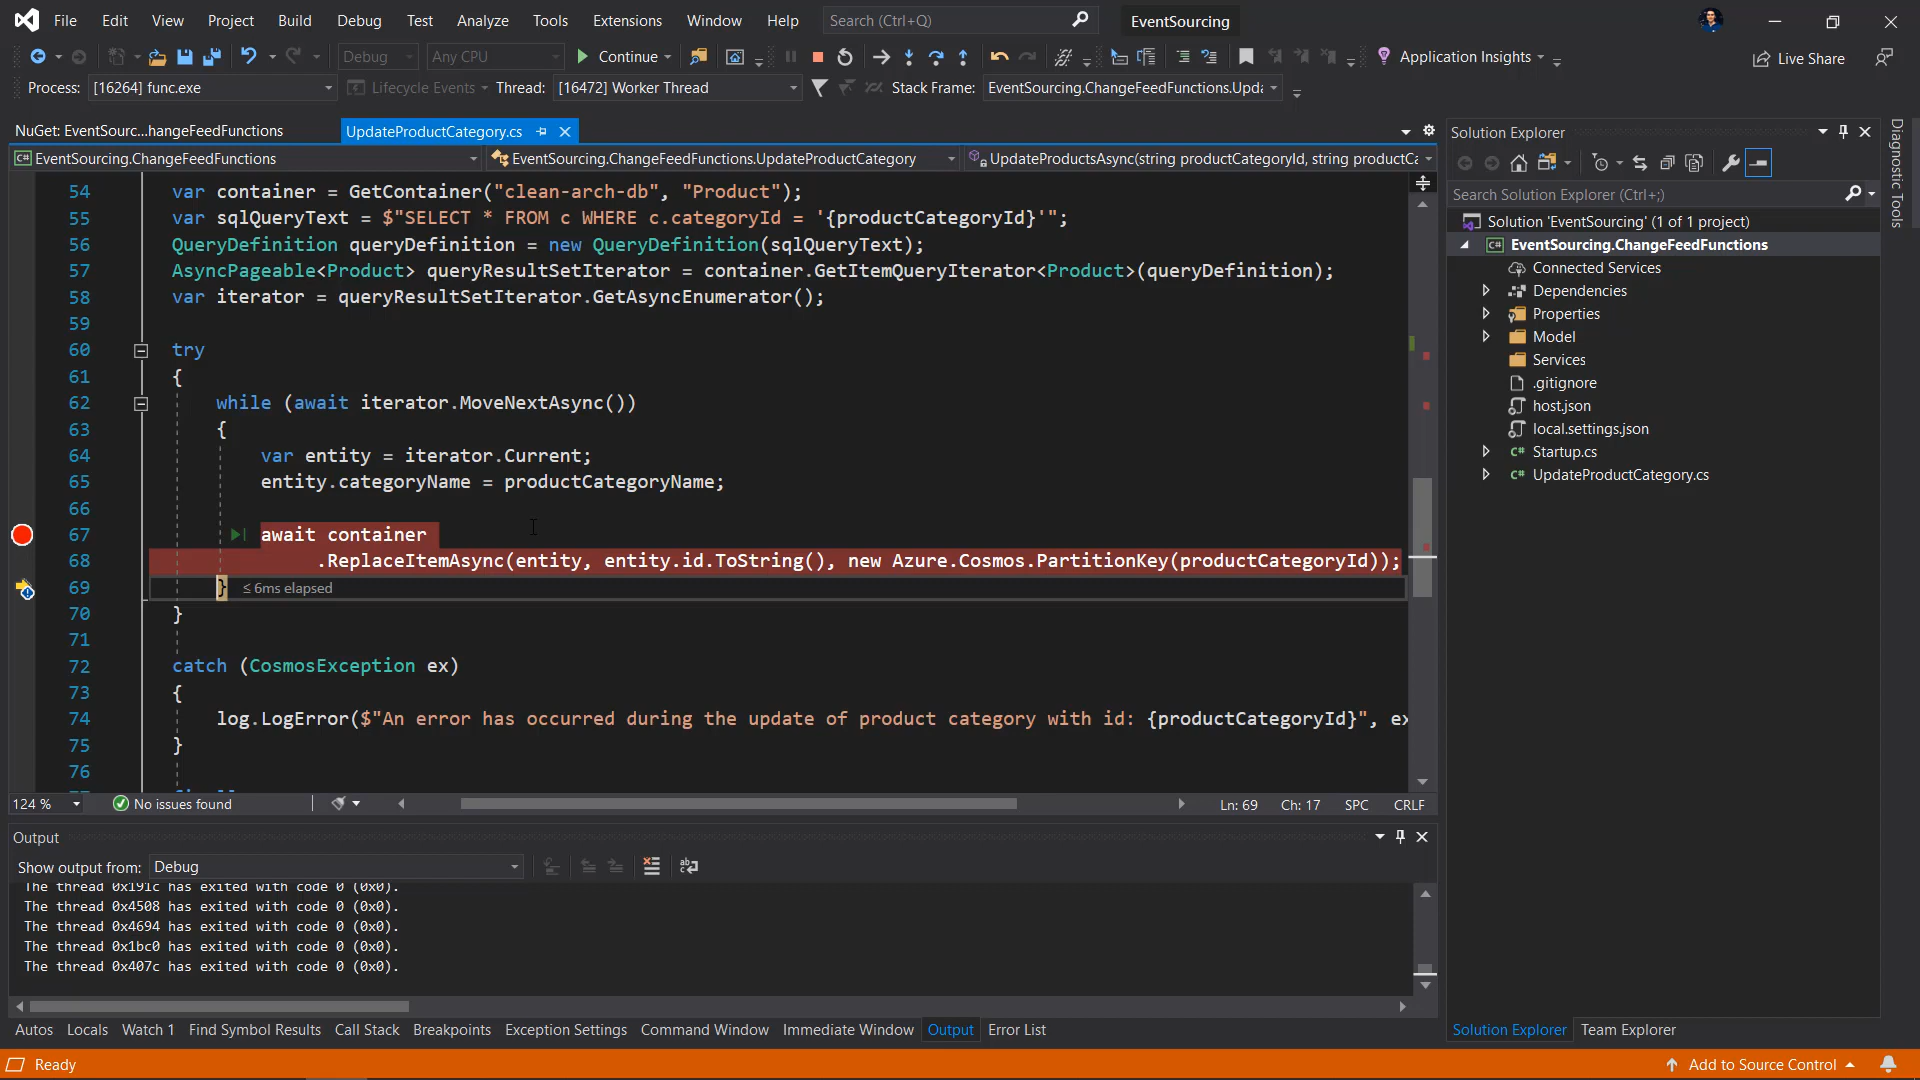 File Edit View Project Build Debug Test Analyze Tools Extensions Window Help Search (Ctrl+Q) EventSourcing
Debug Any CPU Continue Application Insights Live Share
Process: [16264] func.exe Lifecycle Events Thread: [16472] Worker Thread Stack Frame: EventSourcing.ChangeFeedFunctions.Upda
NuGet: EventSourc...hangeFeedFunctions UpdateProductCategory.cs
EventSourcing.ChangeFeedFunctions EventSourcing.ChangeFeedFunctions.UpdateProductCategory UpdateProductsAsync(string productCategoryId, string productCa
54 var container = GetContainer("clean-arch-db", "Product");
55 var sqlQueryText = $"SELECT * FROM c WHERE c.categoryId = '{productCategoryId}'";
56 QueryDefinition queryDefinition = new QueryDefinition(sqlQueryText);
57 AsyncPageable<Product> queryResultSetIterator = container.GetItemQueryIterator<Product>(queryDefinition);
58 var iterator = queryResultSetIterator.GetAsyncEnumerator();
59
60 try
61 {
62 while (await iterator.MoveNextAsync())
63 {
64 var entity = iterator.Current;
65 entity.categoryName = productCategoryName;
66
67 await container
68 .ReplaceItemAsync(entity, entity.id.ToString(), new Azure.Cosmos.PartitionKey(productCategoryId));
69 } ≤ 6ms elapsed
70 }
71
72 catch (CosmosException ex)
73 {
74 log.LogError($"An error has occurred during the update of product category with id: {productCategoryId}", ex
75 }
76
124 % No issues found Ln: 69 Ch: 17 SPC CRLF
Output
Show output from: Debug
The thread 0x191c has exited with code 0 (0x0).
The thread 0x4508 has exited with code 0 (0x0).
The thread 0x4694 has exited with code 0 (0x0).
The thread 0x1bc0 has exited with code 0 (0x0).
The thread 0x407c has exited with code 0 (0x0).
Autos Locals Watch 1 Find Symbol Results Call Stack Breakpoints Exception Settings Command Window Immediate Window Output Error List
Solution Explorer
Search Solution Explorer (Ctrl+;)
Solution 'EventSourcing' (1 of 1 project)
C# EventSourcing.ChangeFeedFunctions
Connected Services
Dependencies
Properties
Model
Services
.gitignore
host.json
local.settings.json
C# Startup.cs
C# UpdateProductCategory.cs
Solution Explorer Team Explorer
Diagnostic Tools
Ready Add to Source Control